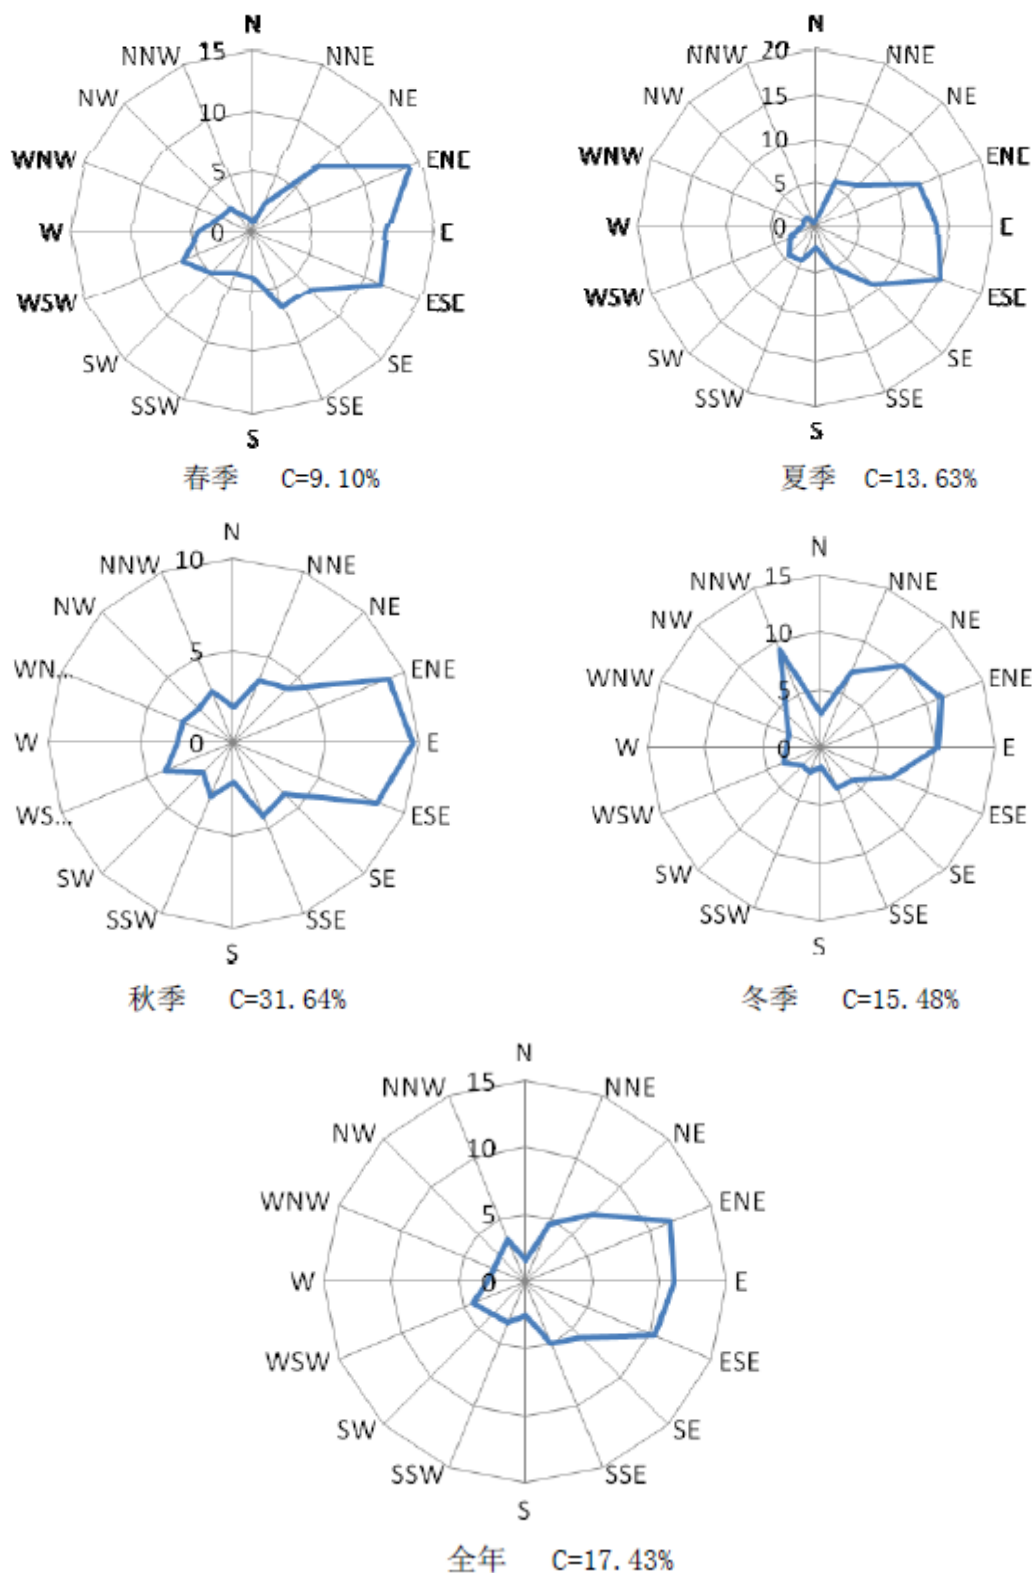 N
NNW 15 NNE
NW NE
10
WNW ENE
5
W 0 E
WSW ESE
SW SE
SSW SSE
S
春季 C=9.10%
N
NNW 20 NNE
15
NW NE
10
WNW ENE
5
W 0 E
WSW ESE
SW SE
SSW SSE
S
夏季 C=13.63%
N
NNW 10 NNE
NW NE
5
WN... ENE
W 0 E
WS... ESE
SW SE
SSW SSE
S
秋季 C=31.64%
N
NNW 15 NNE
NW 10 NE
WNW 5 ENE
W 0 E
WSW ESE
SW SE
SSW SSE
S
冬季 C=15.48%
N
NNW 15 NNE
NW NE
10
WNW ENE
5
W 0 E
WSW ESE
SW SE
SSW SSE
S
全年 C=17.43%